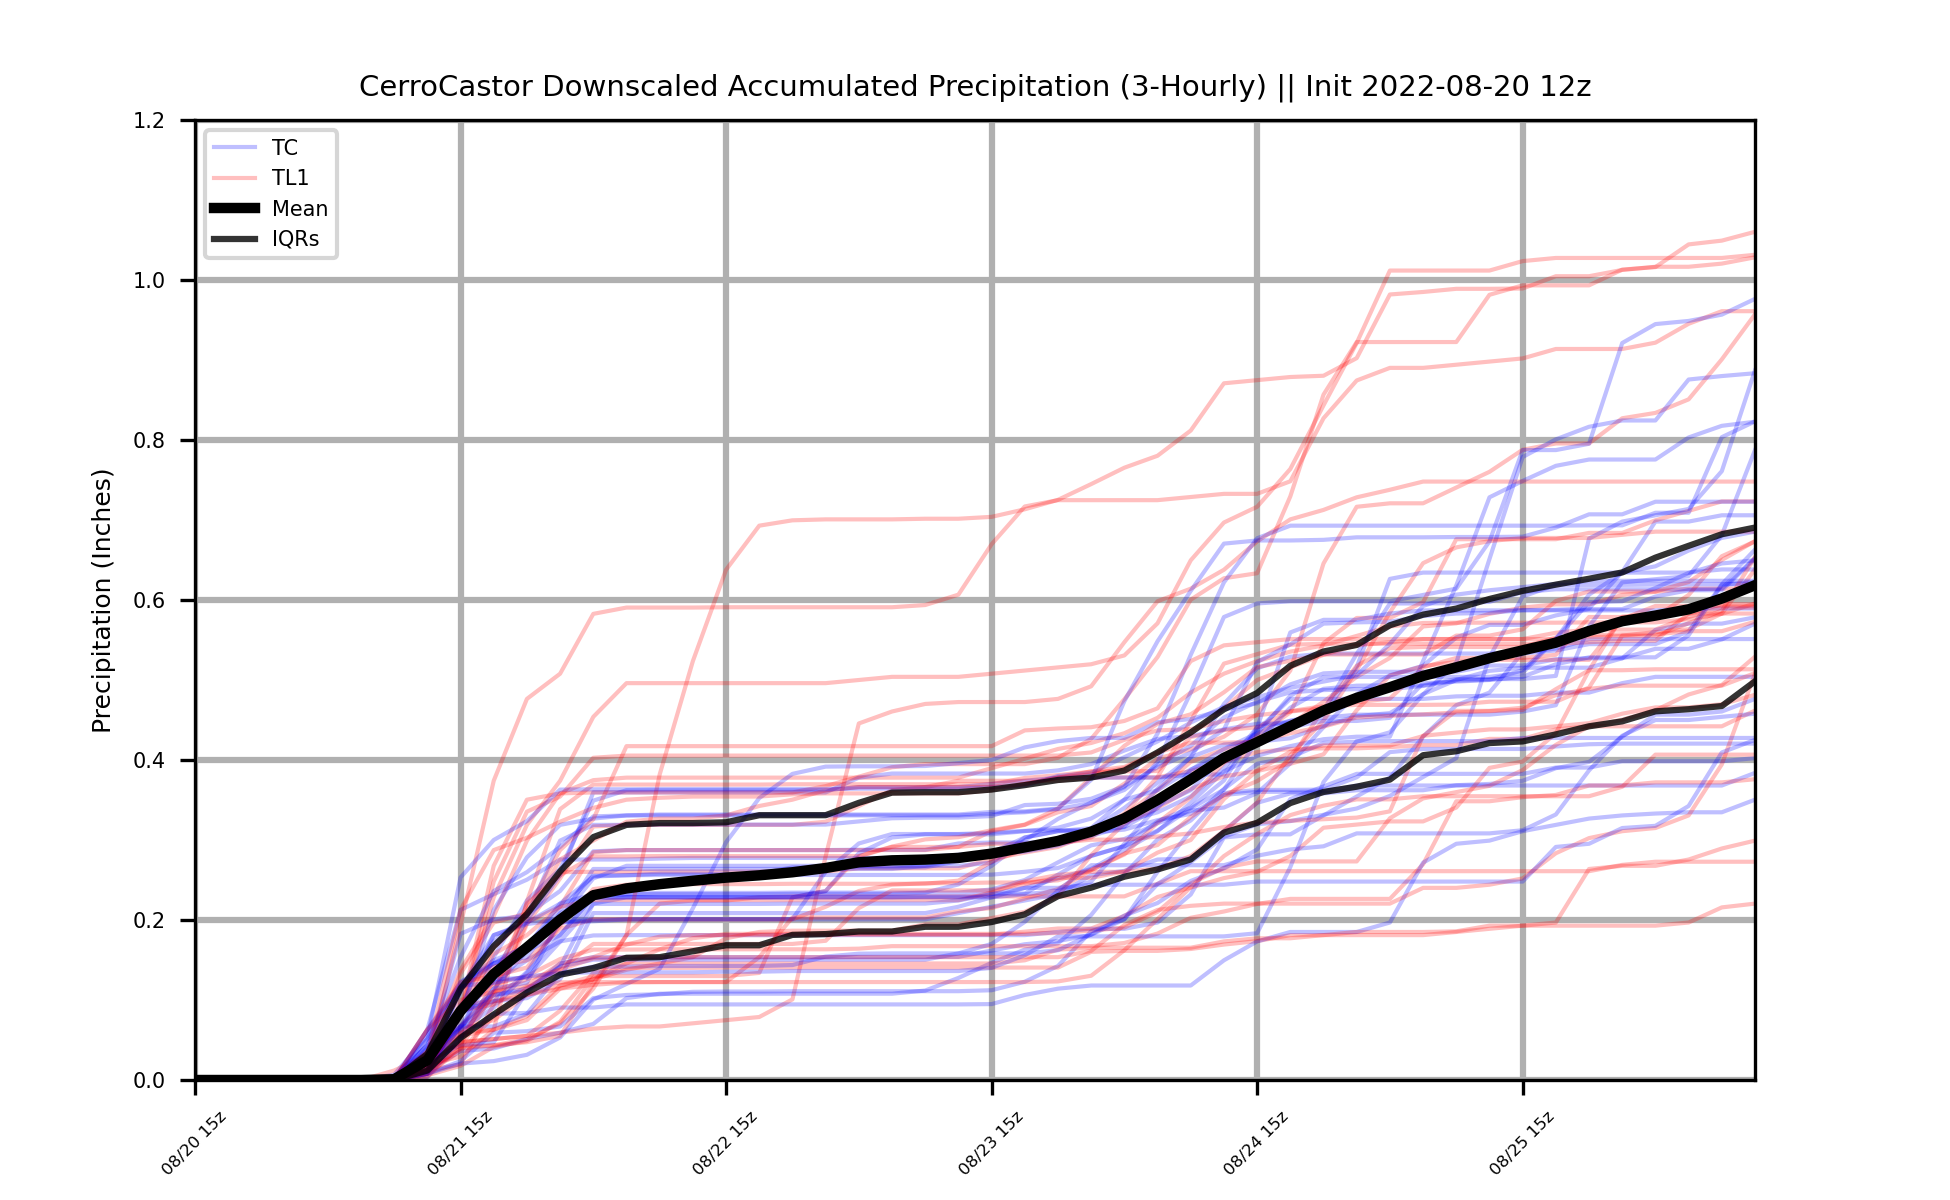 CerroCastor Downscaled Accumulated Precipitation (3-Hourly) || Init 2022-08-20 12z
TC
TL1
Mean
IQRs
Precipitation (Inches)
1.2
1.0
0.8
0.6
0.4
0.2
0.0
08/20 15z
08/21 15z
08/22 15z
08/23 15z
08/24 15z
08/25 15z